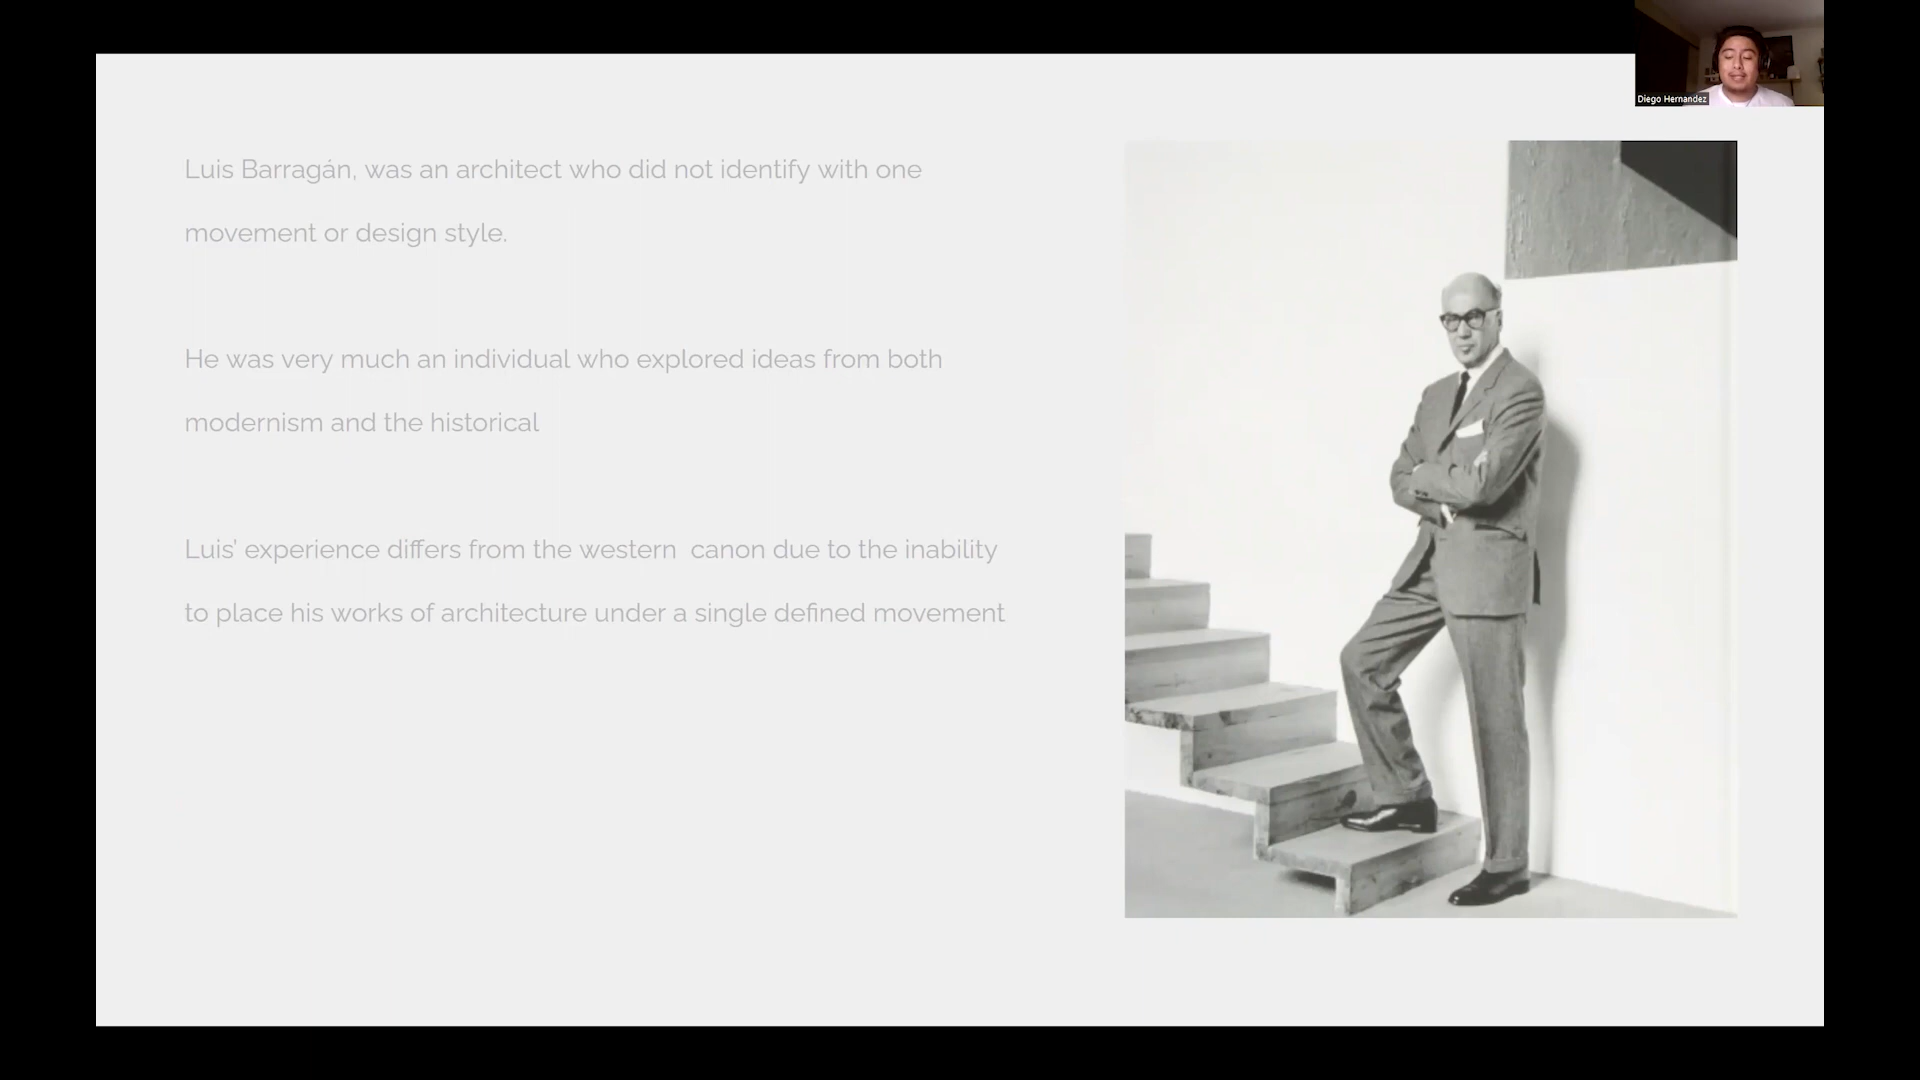 Diego Hernandez
Luis Barragán, was an architect who did not identify with one
movement or design style.
He was very much an individual who explored ideas from both
modernism and the historical
Luis' experience differs from the western  canon due to the inability
to place his works of architecture under a single defined movement